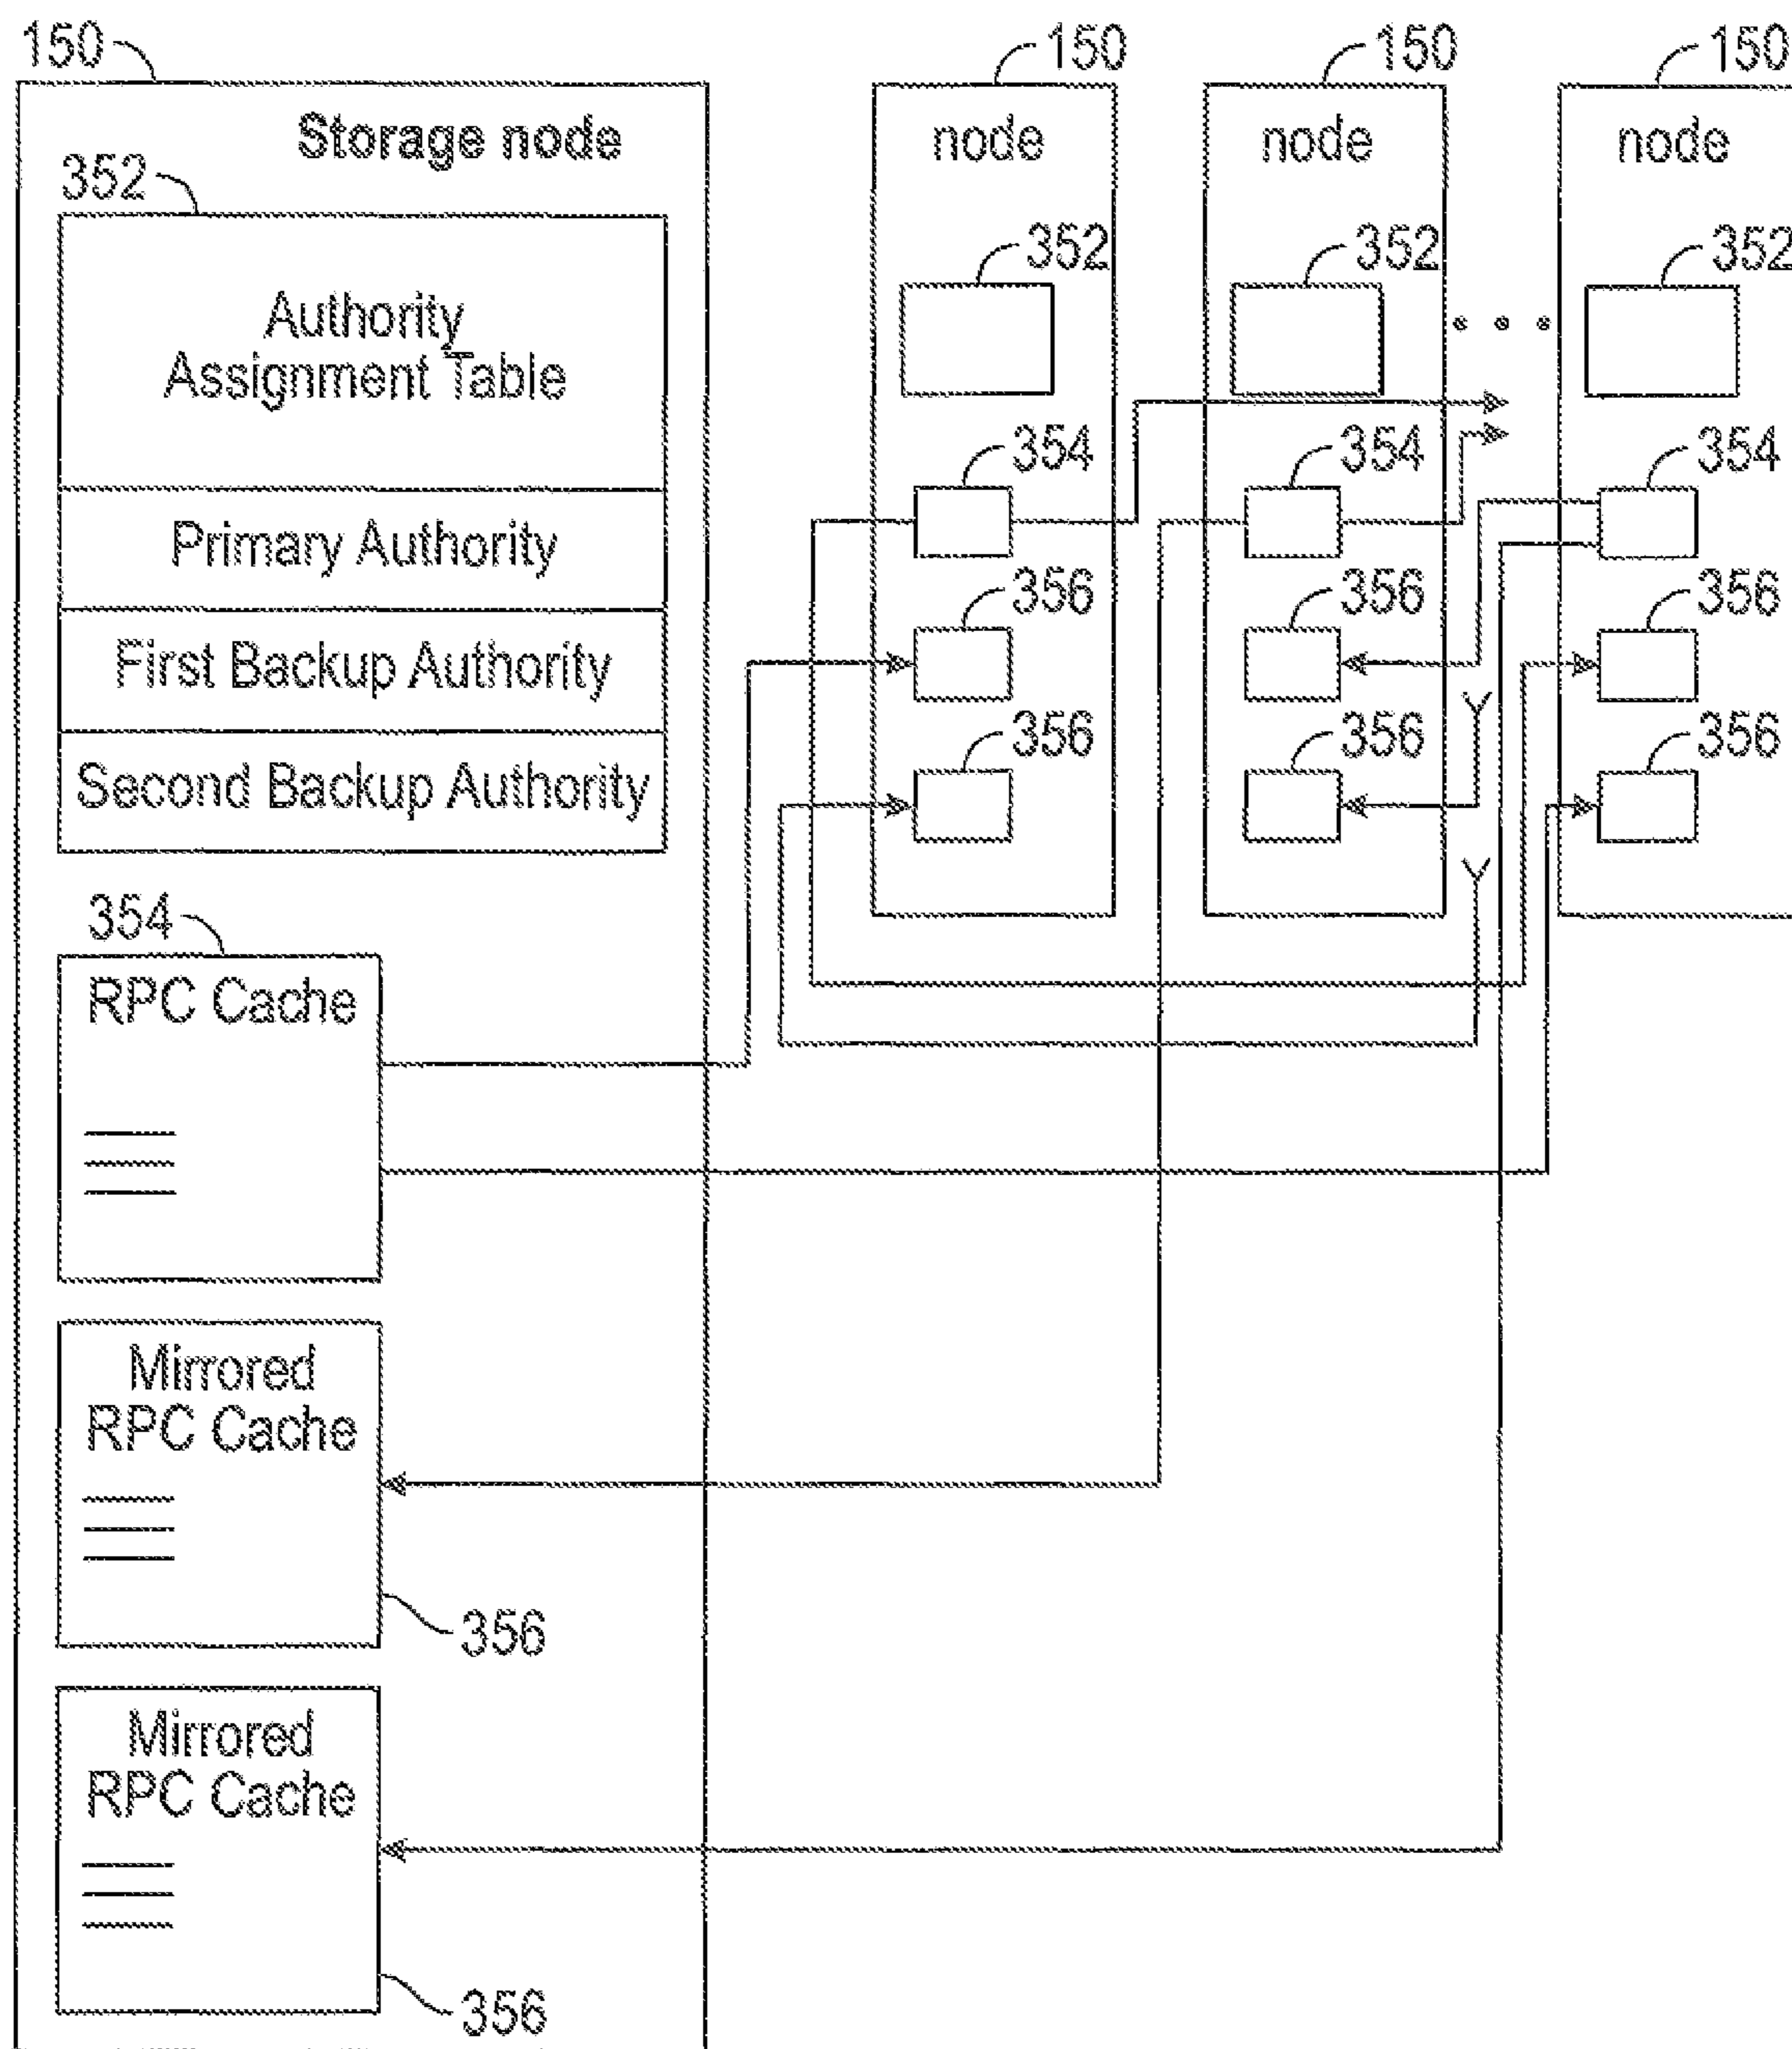 150
150
150
150
Storage node
node
node
node
352
352
352
352
Authority
Assignment Table
354
354
354
Primary Authority
356
356
356
First Backup Authority
356
356
356
Second Backup Authority
354
RPC Cache
Mirrored
RPC Cache
356
Mirrored
RPC Cache
356